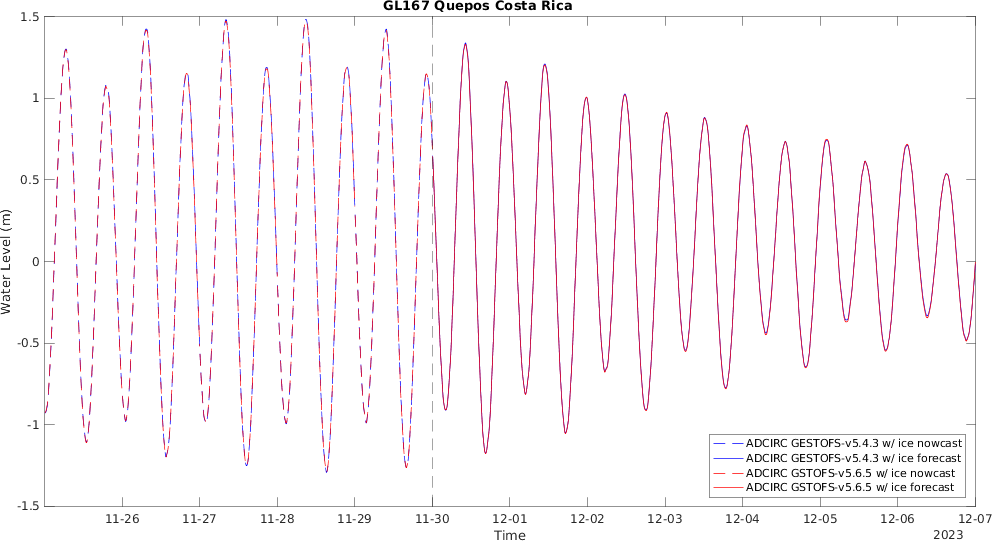 GL167 Quepos Costa Rica
1.5
1
0.5
0
-0.5
-1
-1.5
Water Level (m)
ADCIRC GESTOFS-v5.4.3 w/ ice nowcast
ADCIRC GESTOFS-v5.4.3 w/ ice forecast
ADCIRC GSTOFS-v5.6.5 w/ ice nowcast
ADCIRC GSTOFS-v5.6.5 w/ ice forecast
11-26 11-27 11-28 11-29 11-30 12-01 12-02 12-03 12-04 12-05 12-06 12-07
Time
2023